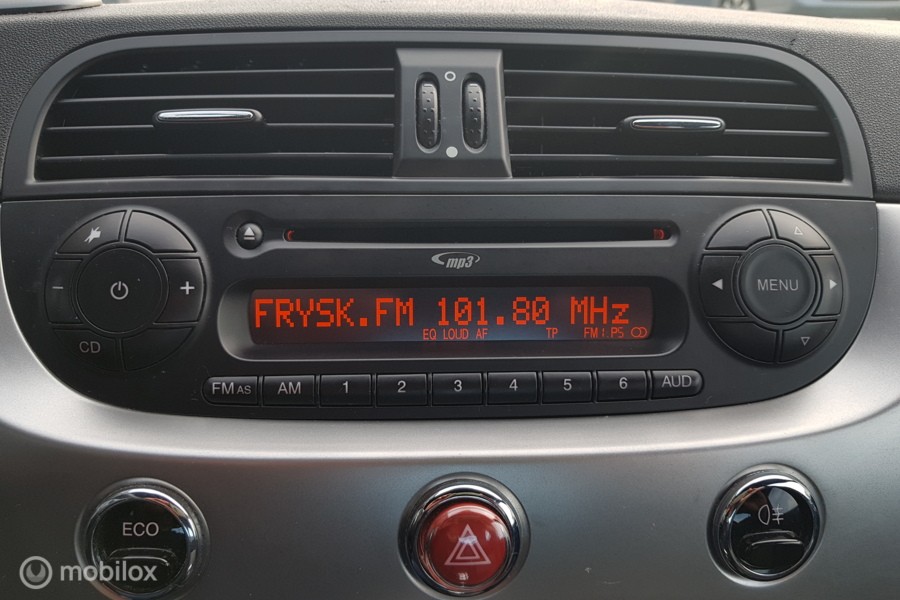 mp3
FRYSK.FM 101.80 MHz
EQ LOUD AF TP FM1:P5
MENU
CD
FM AS AM 1 2 3 4 5 6 AUD
ECO
mobilox